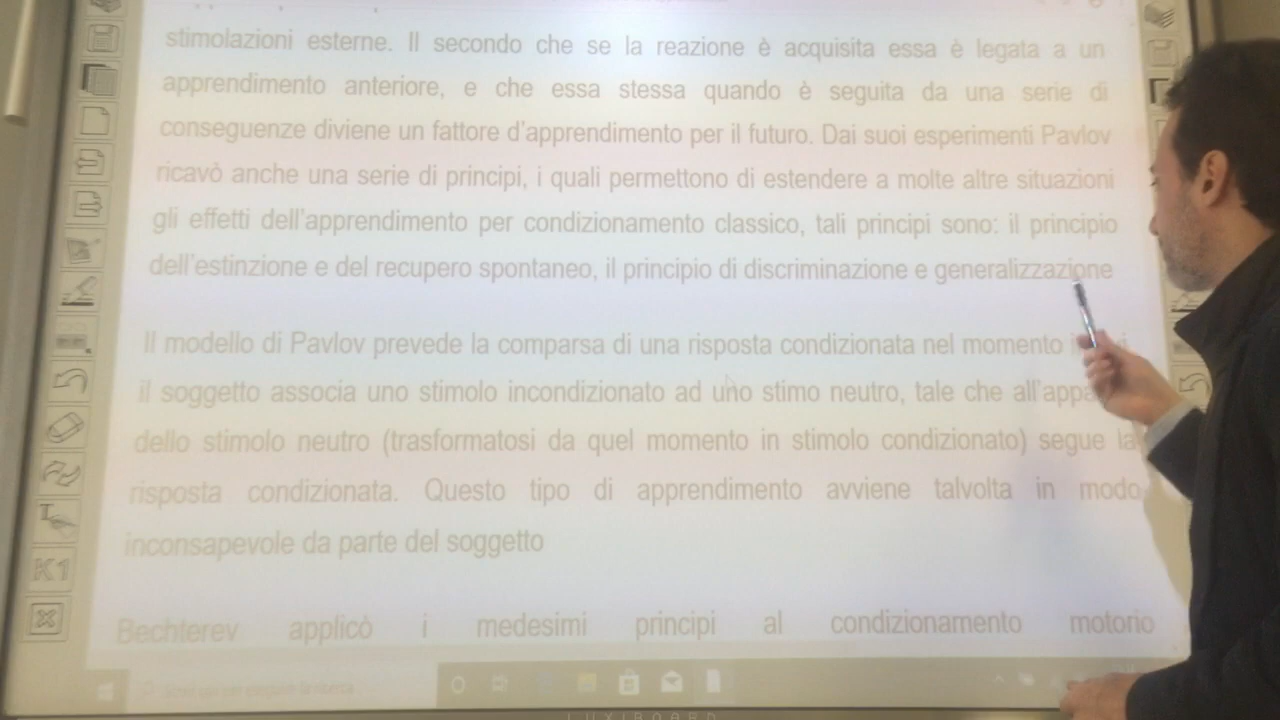 stimolazioni esterne. Il secondo che se la reazione è acquisita essa è legata a un
apprendimento anteriore, e che essa stessa quando è seguita da una serie di
conseguenze diviene un fattore d'apprendimento per il futuro. Dai suoi esperimenti Pavlov
ricavò anche una serie di principi, i quali permettono di estendere a molte altre situazioni
gli effetti dell'apprendimento per condizionamento classico, tali principi sono: il principio
dell'estinzione e del recupero spontaneo, il principio di discriminazione e generalizzazione
Il modello di Pavlov prevede la comparsa di una risposta condizionata nel momento
il soggetto associa uno stimolo incondizionato ad uno stimo neutro, tale che
dello stimolo neutro (trasformatosi da quel momento in stimolo condizionato) segue la
risposta condizionata. Questo tipo di apprendimento avviene talvolta in modo
inconsapevole da parte del soggetto
Bechterev applicò i medesimi principi al condizionamento motorio
K1
LUXIBOARD